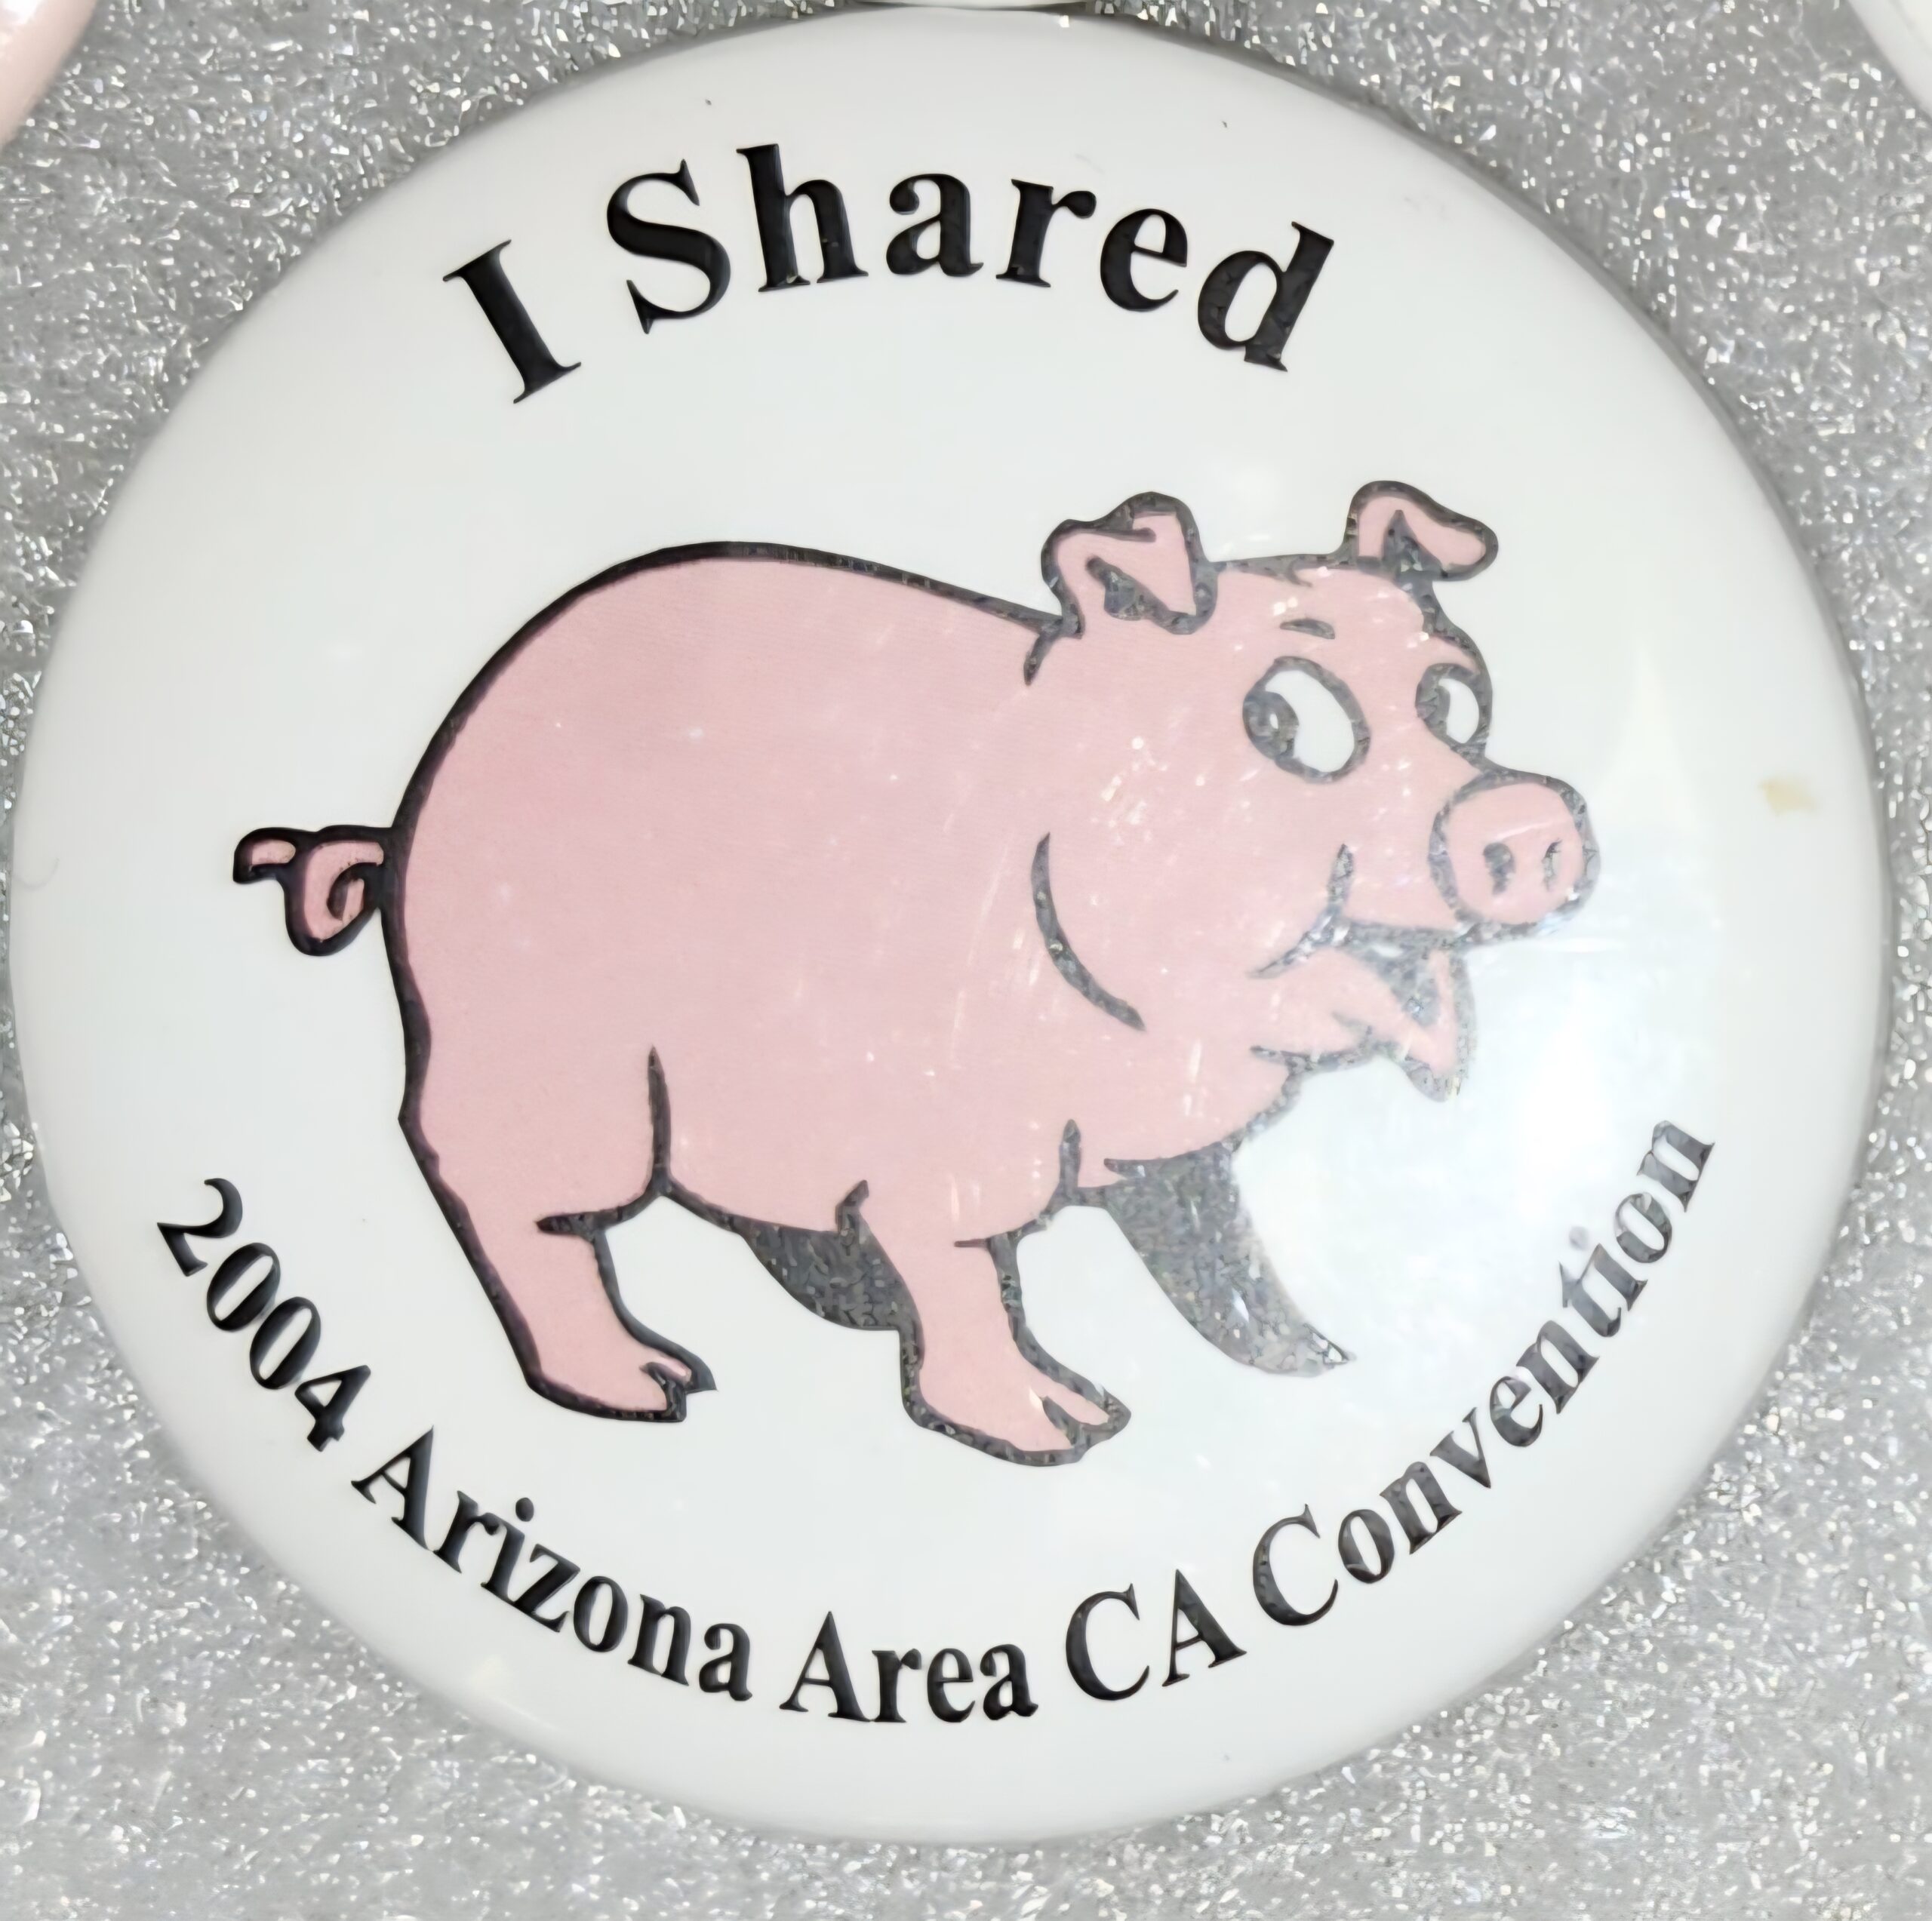 I Shared
2004 Arizona Area CA Convention